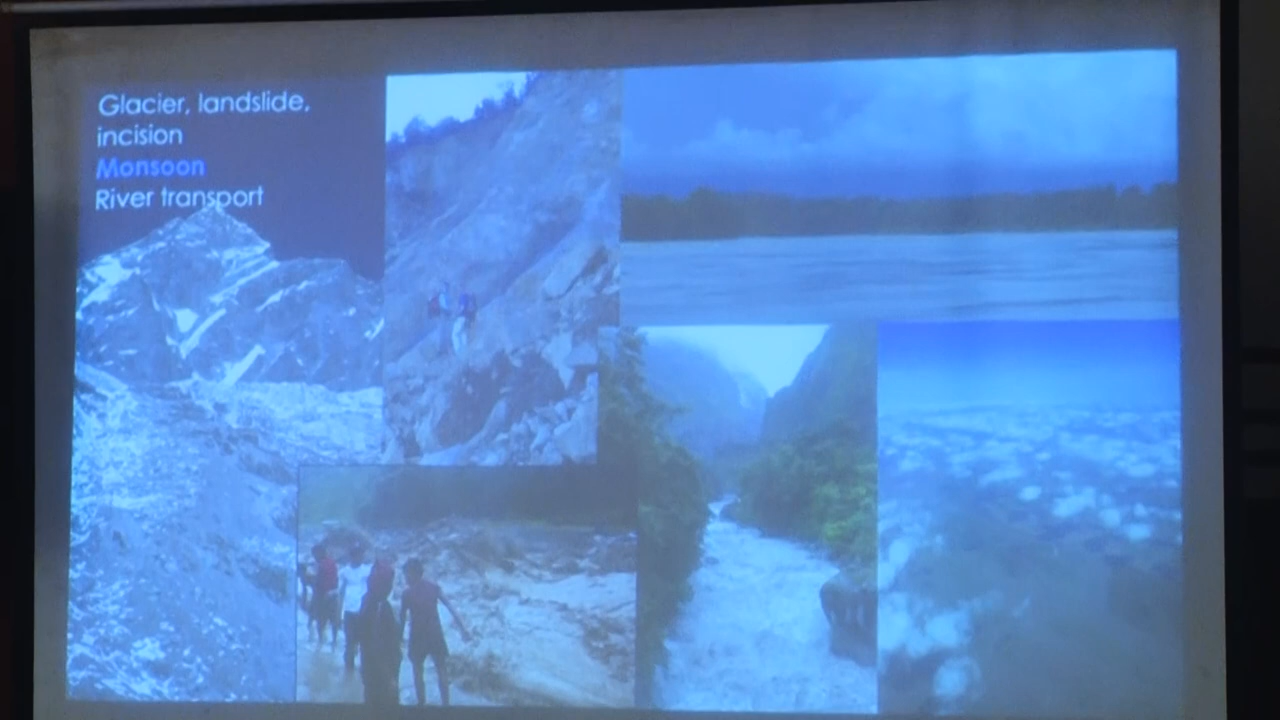 Glacier, landslide,
incision
Monsoon
River transport